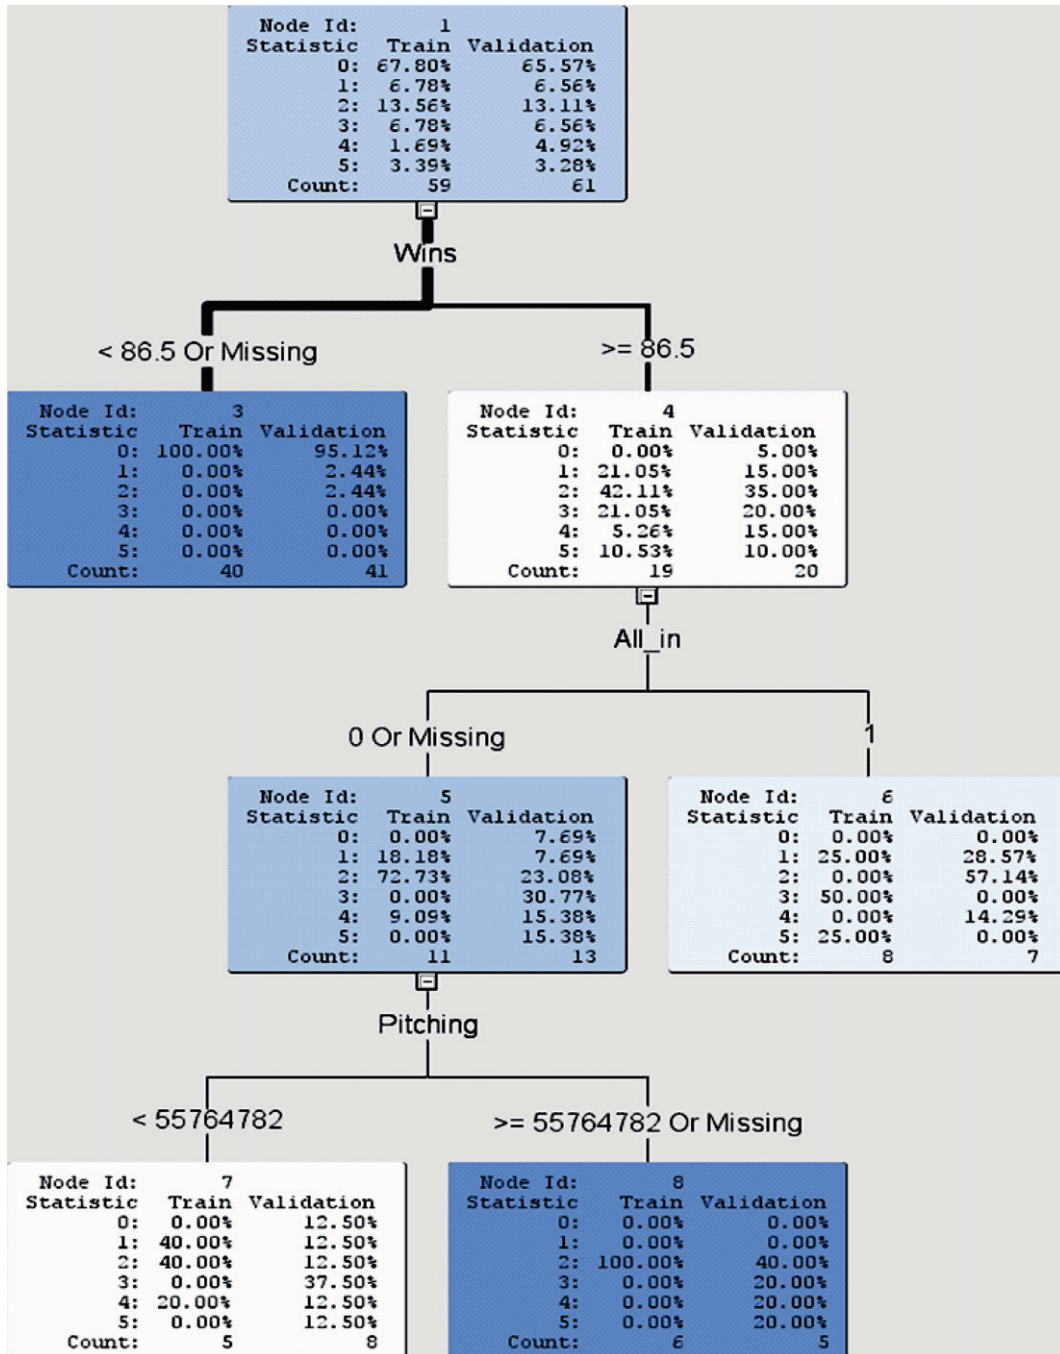 Node Id: 1
Statistic Train Validation
0: 67.80% 65.57%
1: 6.78% 6.56%
2: 13.56% 13.11%
3: 6.78% 6.56%
4: 1.69% 4.92%
5: 3.39% 3.28%
Count: 59 61
Wins
< 86.5 Or Missing
>= 86.5
Node Id: 3
Statistic Train Validation
0: 100.00% 95.12%
1: 0.00% 2.44%
2: 0.00% 2.44%
3: 0.00% 0.00%
4: 0.00% 0.00%
5: 0.00% 0.00%
Count: 40 41
Node Id: 4
Statistic Train Validation
0: 0.00% 5.00%
1: 21.05% 15.00%
2: 42.11% 35.00%
3: 21.05% 20.00%
4: 5.26% 15.00%
5: 10.53% 10.00%
Count: 19 20
All_in
0 Or Missing
1
Node Id: 5
Statistic Train Validation
0: 0.00% 7.69%
1: 18.18% 7.69%
2: 72.73% 23.08%
3: 0.00% 30.77%
4: 9.09% 15.38%
5: 0.00% 15.38%
Count: 11 13
Node Id: 6
Statistic Train Validation
0: 0.00% 0.00%
1: 25.00% 28.57%
2: 0.00% 57.14%
3: 50.00% 0.00%
4: 0.00% 14.29%
5: 25.00% 0.00%
Count: 8 7
Pitching
< 55764782
>= 55764782 Or Missing
Node Id: 7
Statistic Train Validation
0: 0.00% 12.50%
1: 40.00% 12.50%
2: 40.00% 12.50%
3: 0.00% 37.50%
4: 20.00% 12.50%
5: 0.00% 12.50%
Count: 5 8
Node Id: 8
Statistic Train Validation
0: 0.00% 0.00%
1: 0.00% 0.00%
2: 100.00% 40.00%
3: 0.00% 20.00%
4: 0.00% 20.00%
5: 0.00% 20.00%
Count: 6 5